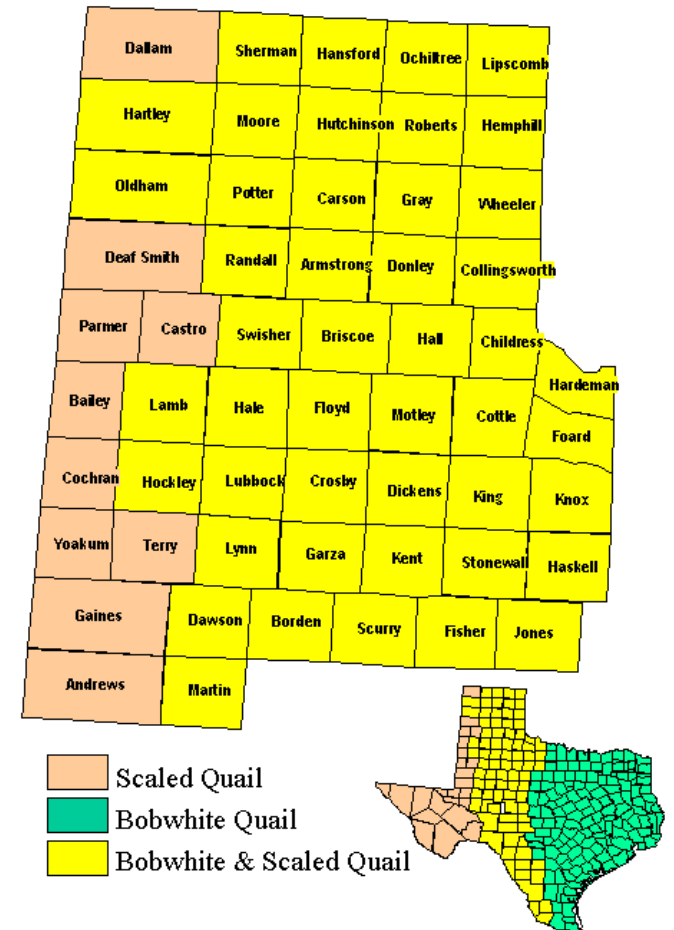 Dallam Sherman Hansford Ochiltree Lipscomb
Hartley Moore Hutchinson Roberts Hemphill
Oldham Potter Carson Gray Wheeler
Deaf Smith Randall Armstrong Donley Collingsworth
Parmer Castro Swisher Briscoe Hall Childress
Hardeman
Bailey Lamb Hale Floyd Motley Cottle
Foard
Cochran Hockley Lubbock Crosby Dickens King Knox
Yoakum Terry Lynn Garza Kent Stonewall Haskell
Gaines Dawson Borden Scurry Fisher Jones
Andrews Martin
Scaled Quail
Bobwhite Quail
Bobwhite & Scaled Quail